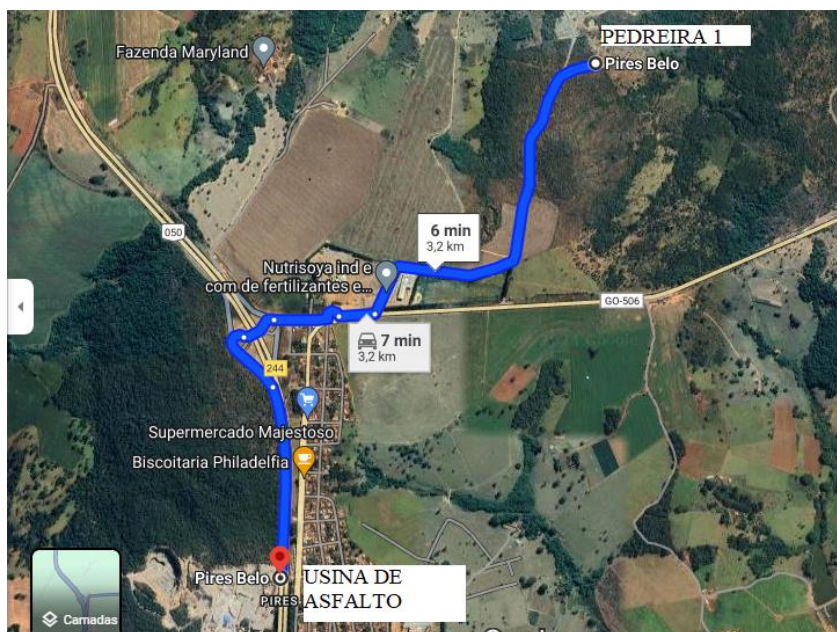 PEDREIRA 1
Pires Belo
Fazenda Maryland
050
6 min
3,2 km
Nutrisoya ind e
com de fertilizantes e...
GO-506
7 min
3,2 km
244
Supermercado Majestoso
Biscoitaria Philadelfia
Pires Belo
USINA DE
ASFALTO
PIRES
Camadas